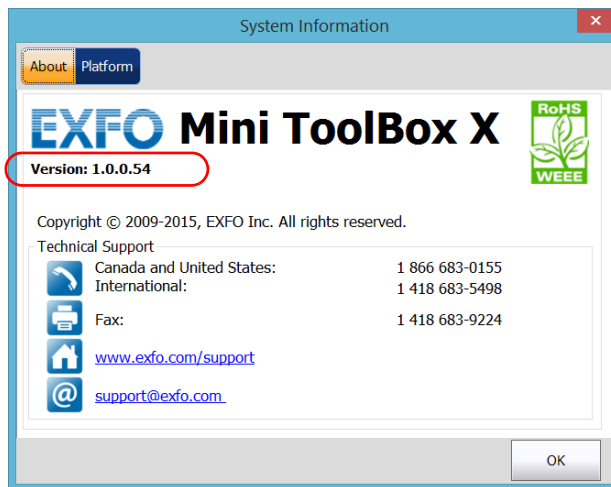 System Information
×
About Platform
EXFO Mini ToolBox X
RoHS
WEEE
Version: 1.0.0.54
Copyright © 2009-2015, EXFO Inc. All rights reserved.
Technical Support
Canada and United States: 1 866 683-0155
International: 1 418 683-5498
Fax: 1 418 683-9224
www.exfo.com/support
@ support@exfo.com
OK